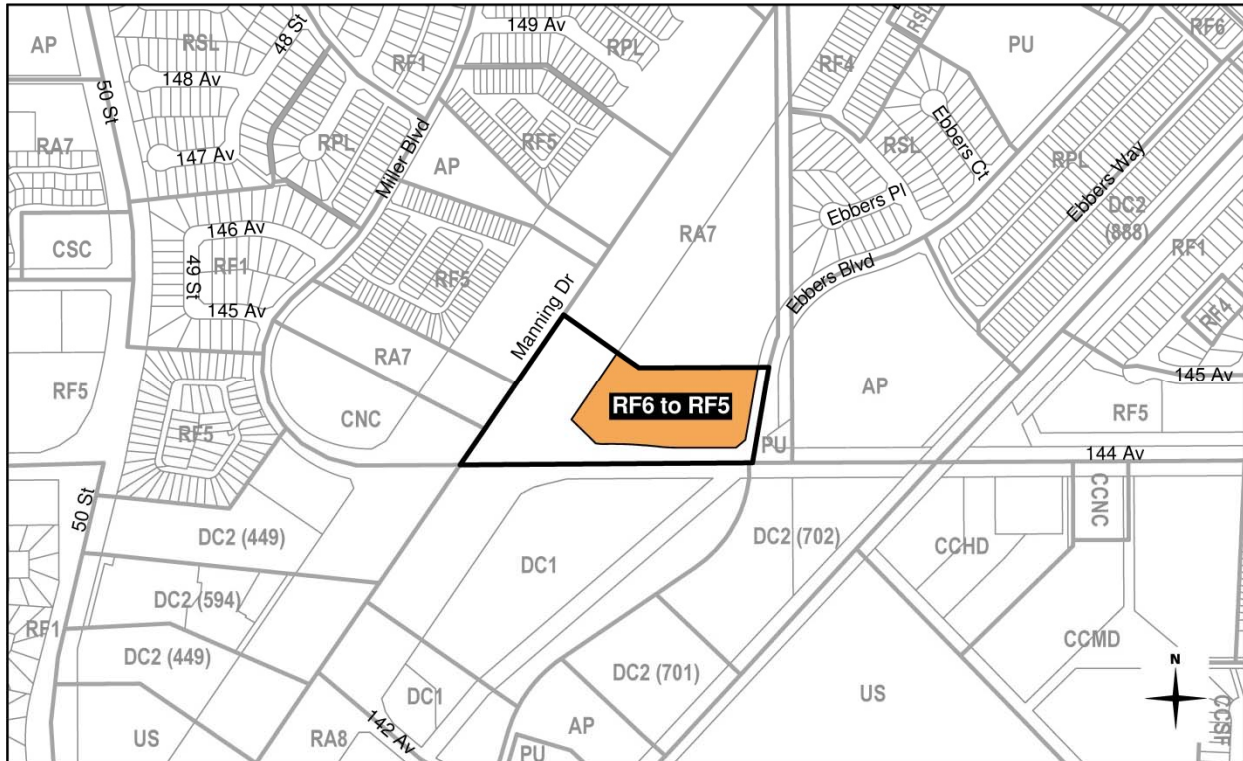 AP
RSL
48 St
149 Av
RPL
RSL
RF6
PU
RF4
148 Av
RF1
50 St
RA7
147 Av
RPL
RF5
Ebbers Ct
RSL
RPL
Miller Blvd
AP
Ebbers Way
Ebbers Pl
DC2
(888)
146 Av
RA7
CSC
RF1
RF1
49 St
RF5
Ebbers Blvd
145 Av
Manning Dr
RF4
RA7
145 Av
RF5
AP
RF5
RF6 to RF5
CNC
RF5
PU
144 Av
50 St
CCNC
DC2 (449)
DC2 (702)
CCHD
DC1
DC2 (594)
RF1
CCMD
DC2 (449)
DC2 (701)
N
DC1
US
US
RA8
142 Av
AP
PU
CCSF